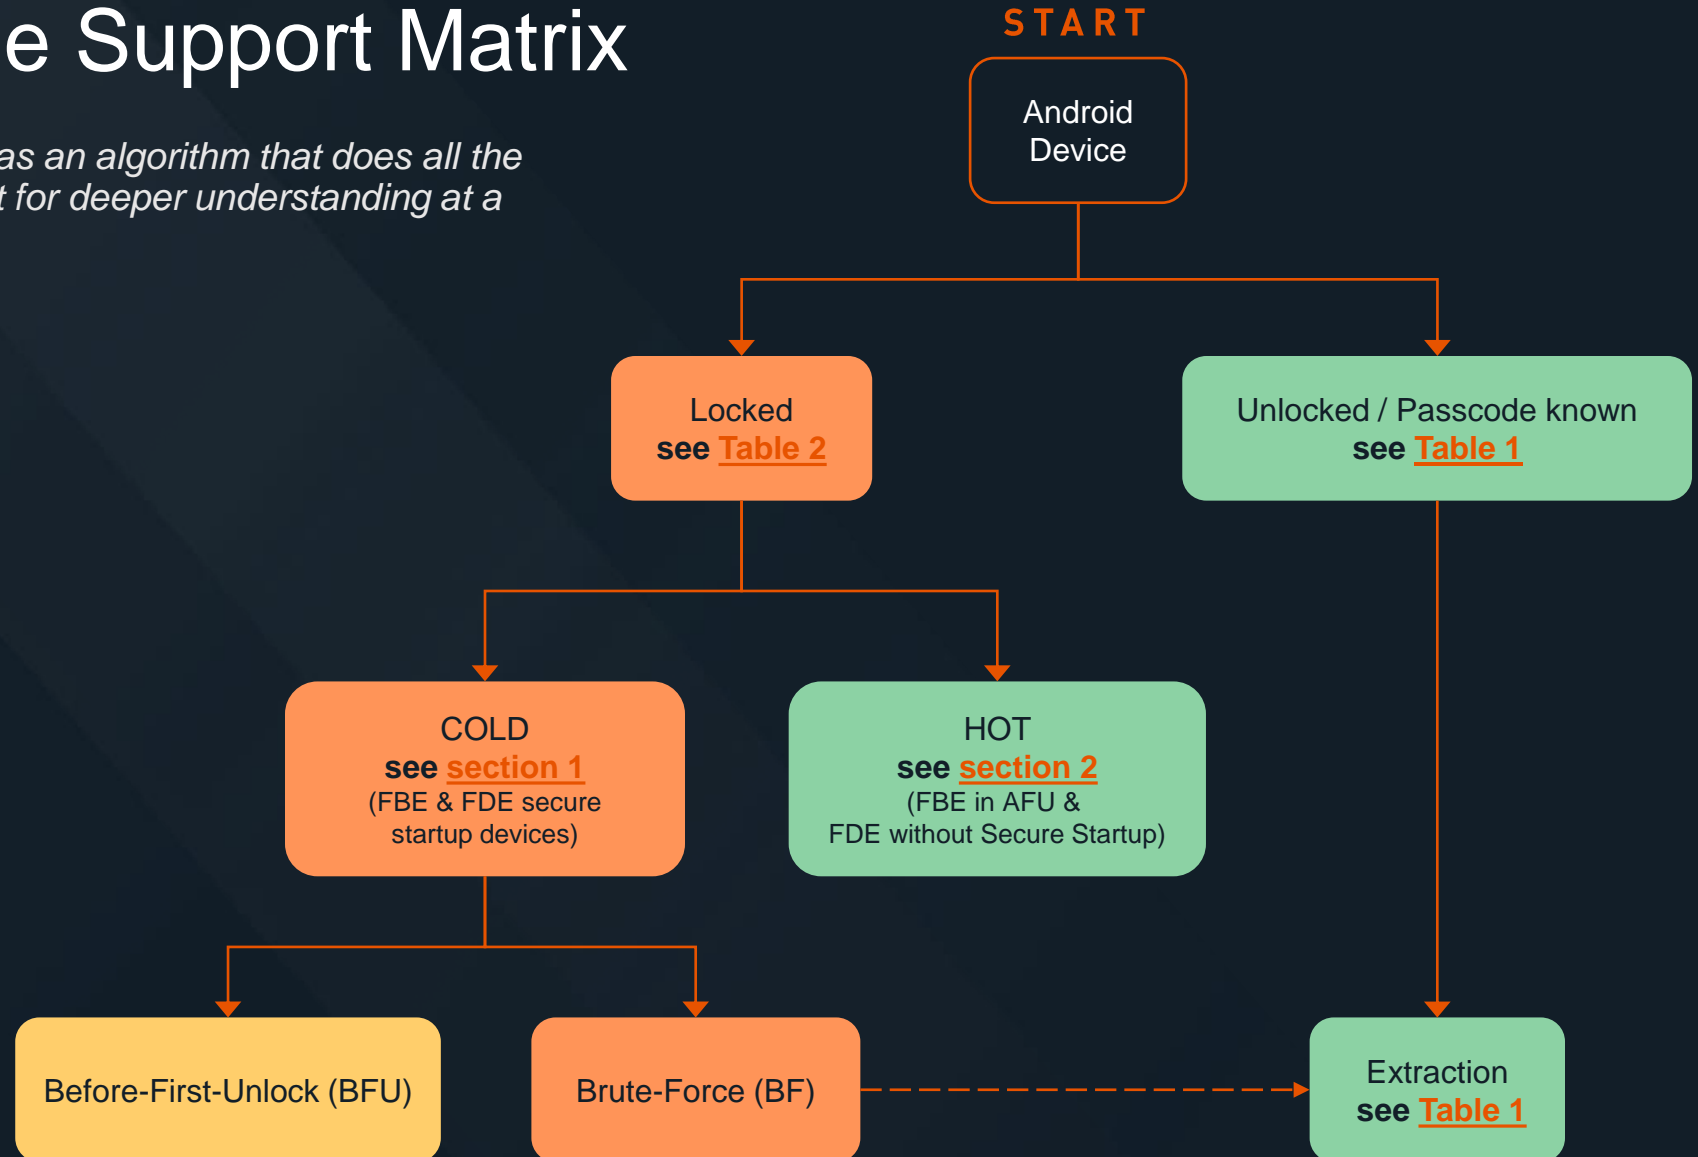 e Support Matrix
as an algorithm that does all the
t for deeper understanding at a
START
Android
Device
Locked
see Table 2
Unlocked / Passcode known
see Table 1
COLD
see section 1
(FBE & FDE secure
startup devices)
HOT
see section 2
(FBE in AFU &
FDE without Secure Startup)
Before-First-Unlock (BFU)
Brute-Force (BF)
Extraction
see Table 1